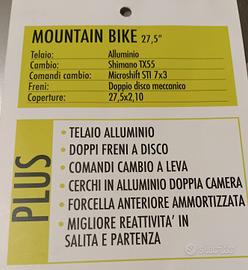 MOUNTAIN BIKE 27,5"
Telaio: Alluminio
Cambio: Shimano TX55
Comandi cambio: Microshift STI 7x3
Freni: Doppio disco meccanico
Coperture: 27,5x2,10
PLUS
• TELAIO ALLUMINIO
• DOPPI FRENI A DISCO
• COMANDI CAMBIO A LEVA
• CERCHI IN ALLUMINIO DOPPIA CAMERA
• FORCELLA ANTERIORE AMMORTIZZATA
• MIGLIORE REATTIVITA' IN
SALITA E PARTENZA
subito.it